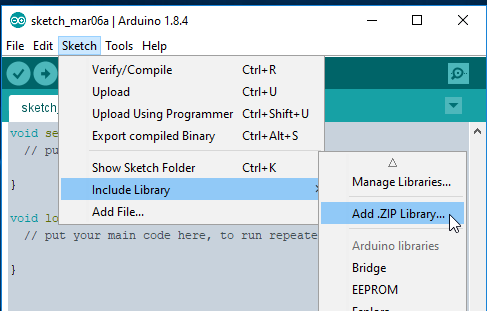 sketch_mar06a | Arduino 1.8.4
File Edit Sketch Tools Help
Verify/Compile Ctrl+R
Upload Ctrl+U
Upload Using Programmer Ctrl+Shift+U
Export compiled Binary Ctrl+Alt+S
Show Sketch Folder Ctrl+K
Include Library
Add File...
Manage Libraries...
Add .ZIP Library...
Arduino libraries
Bridge
EEPROM
sketch_
void se
// pu
}
void lo
// put your main code here, to run repeate
}